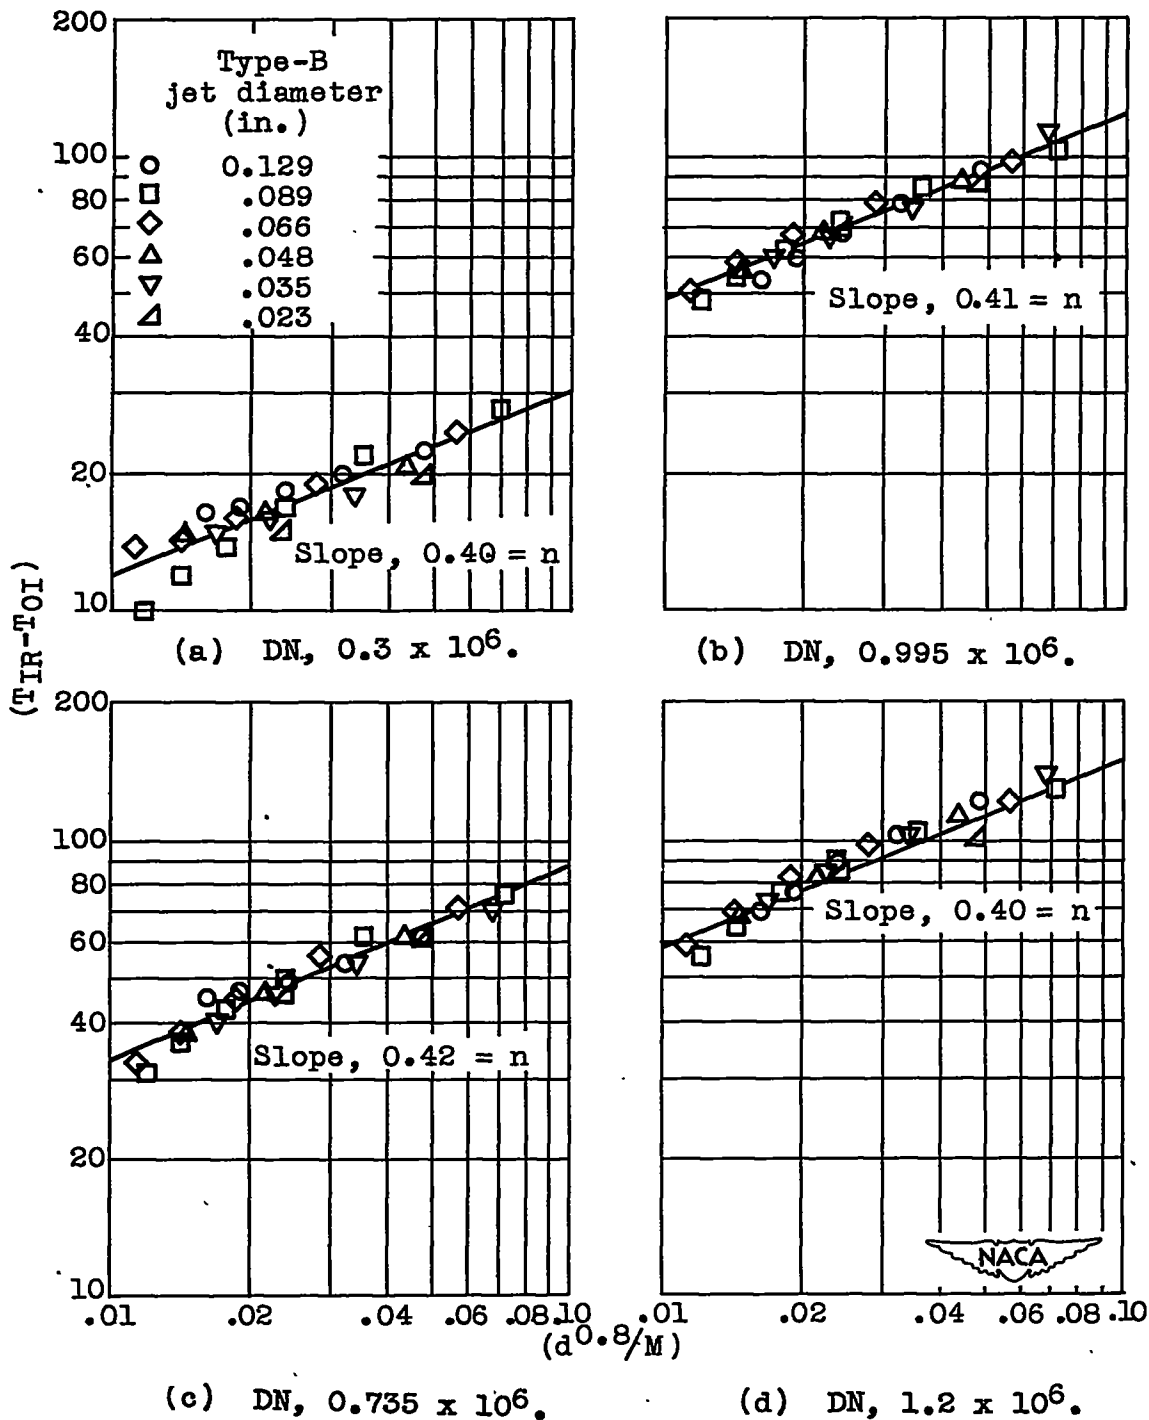 200
100
80
60
40
20
10
Type-B
jet diameter
(in.)
0.129
.089
.066
.048
.035
.023
Slope, 0.40 = n
(a) DN, 0.3 x 10⁶.
Slope, 0.41 = n
(b) DN, 0.995 x 10⁶.
(TIR-TOI)
200
100
80
60
40
20
10
Slope, 0.42 = n
.01 .02 .04 .06 .08 .10
Slope, 0.40 = n
NACA
.01 .02 .04 .06 .08 .10
(d0.8/M)
(c) DN, 0.735 x 10⁶.
(d) DN, 1.2 x 10⁶.